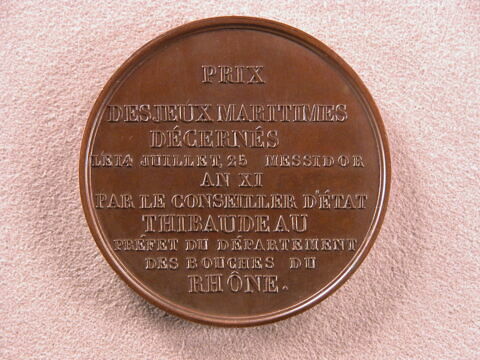 PRIX
DES JEUX MARITIMES
DÉCERNÉS
LE 14 JUILLET, 25 MESSIDOR
AN XI
PAR LE CONSEILLER D'ÉTAT
THIBAUDEAU
PRÉFET DU DÉPARTEMENT
DES BOUCHES DU
RHÔNE.